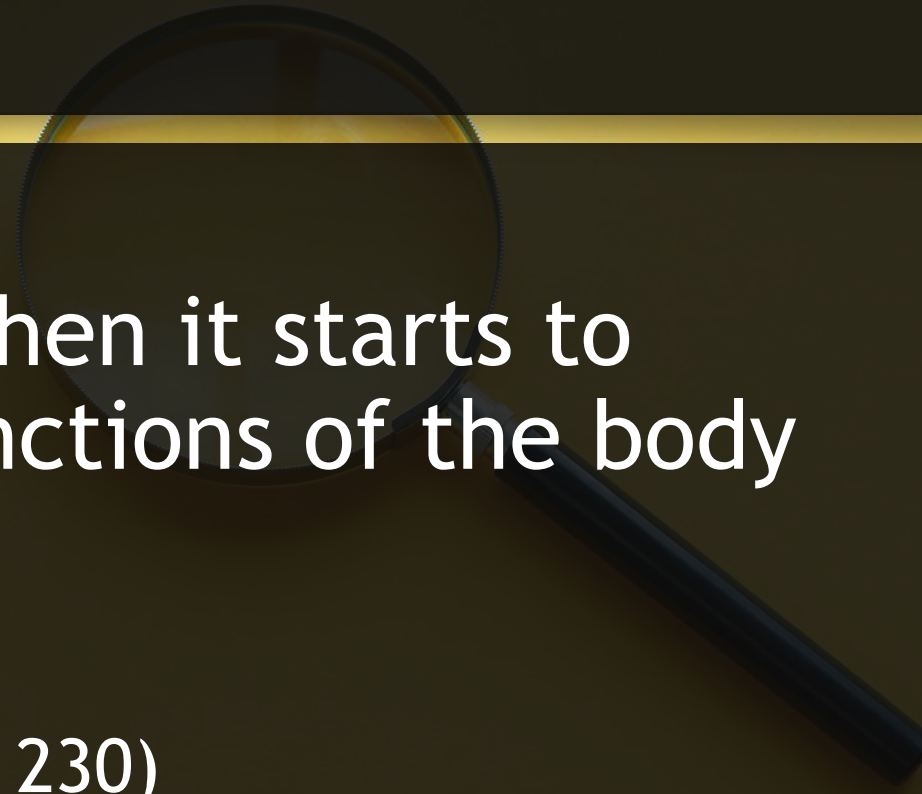 hen it starts to
nctions of the body
230)